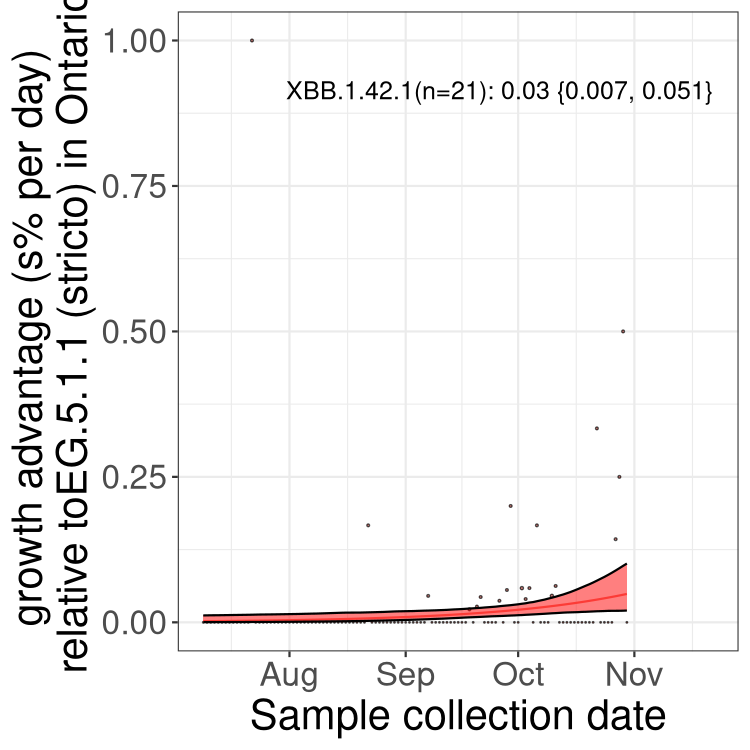 growth advantage (s% per day)
relative toEG.5.1.1 (stricto) in Ontario
1.00
0.75
0.50
0.25
0.00
XBB.1.42.1(n=21): 0.03 {0.007, 0.051}
Aug Sep Oct Nov
Sample collection date